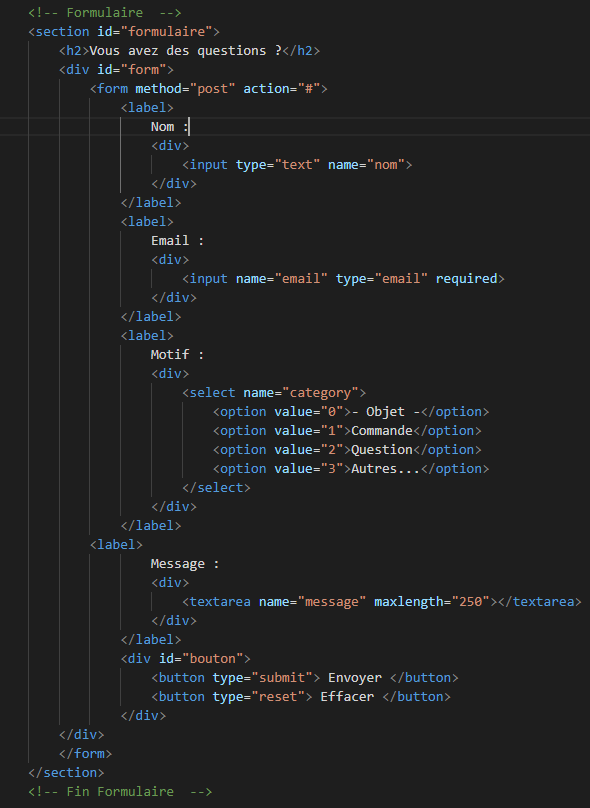 <!-- Formulaire  -->
<section id="formulaire">
    <h2>Vous avez des questions ?</h2>
    <div id="form">
        <form method="post" action="#">
            <label>
                Nom :
                <div>
                    <input type="text" name="nom">
                </div>
            </label>
            <label>
                Email :
                <div>
                    <input name="email" type="email" required>
                </div>
            </label>
            <label>
                Motif :
                <div>
                    <select name="category">
                        <option value="0">- Objet -</option>
                        <option value="1">Commande</option>
                        <option value="2">Question</option>
                        <option value="3">Autres...</option>
                    </select>
                </div>
            </label>
        <label>
                Message :
                <div>
                    <textarea name="message" maxlength="250"></textarea>
                </div>
            </label>
            <div id="bouton">
                <button type="submit"> Envoyer </button>
                <button type="reset"> Effacer </button>
            </div>
    </div>
    </form>
</section>
<!-- Fin Formulaire  -->